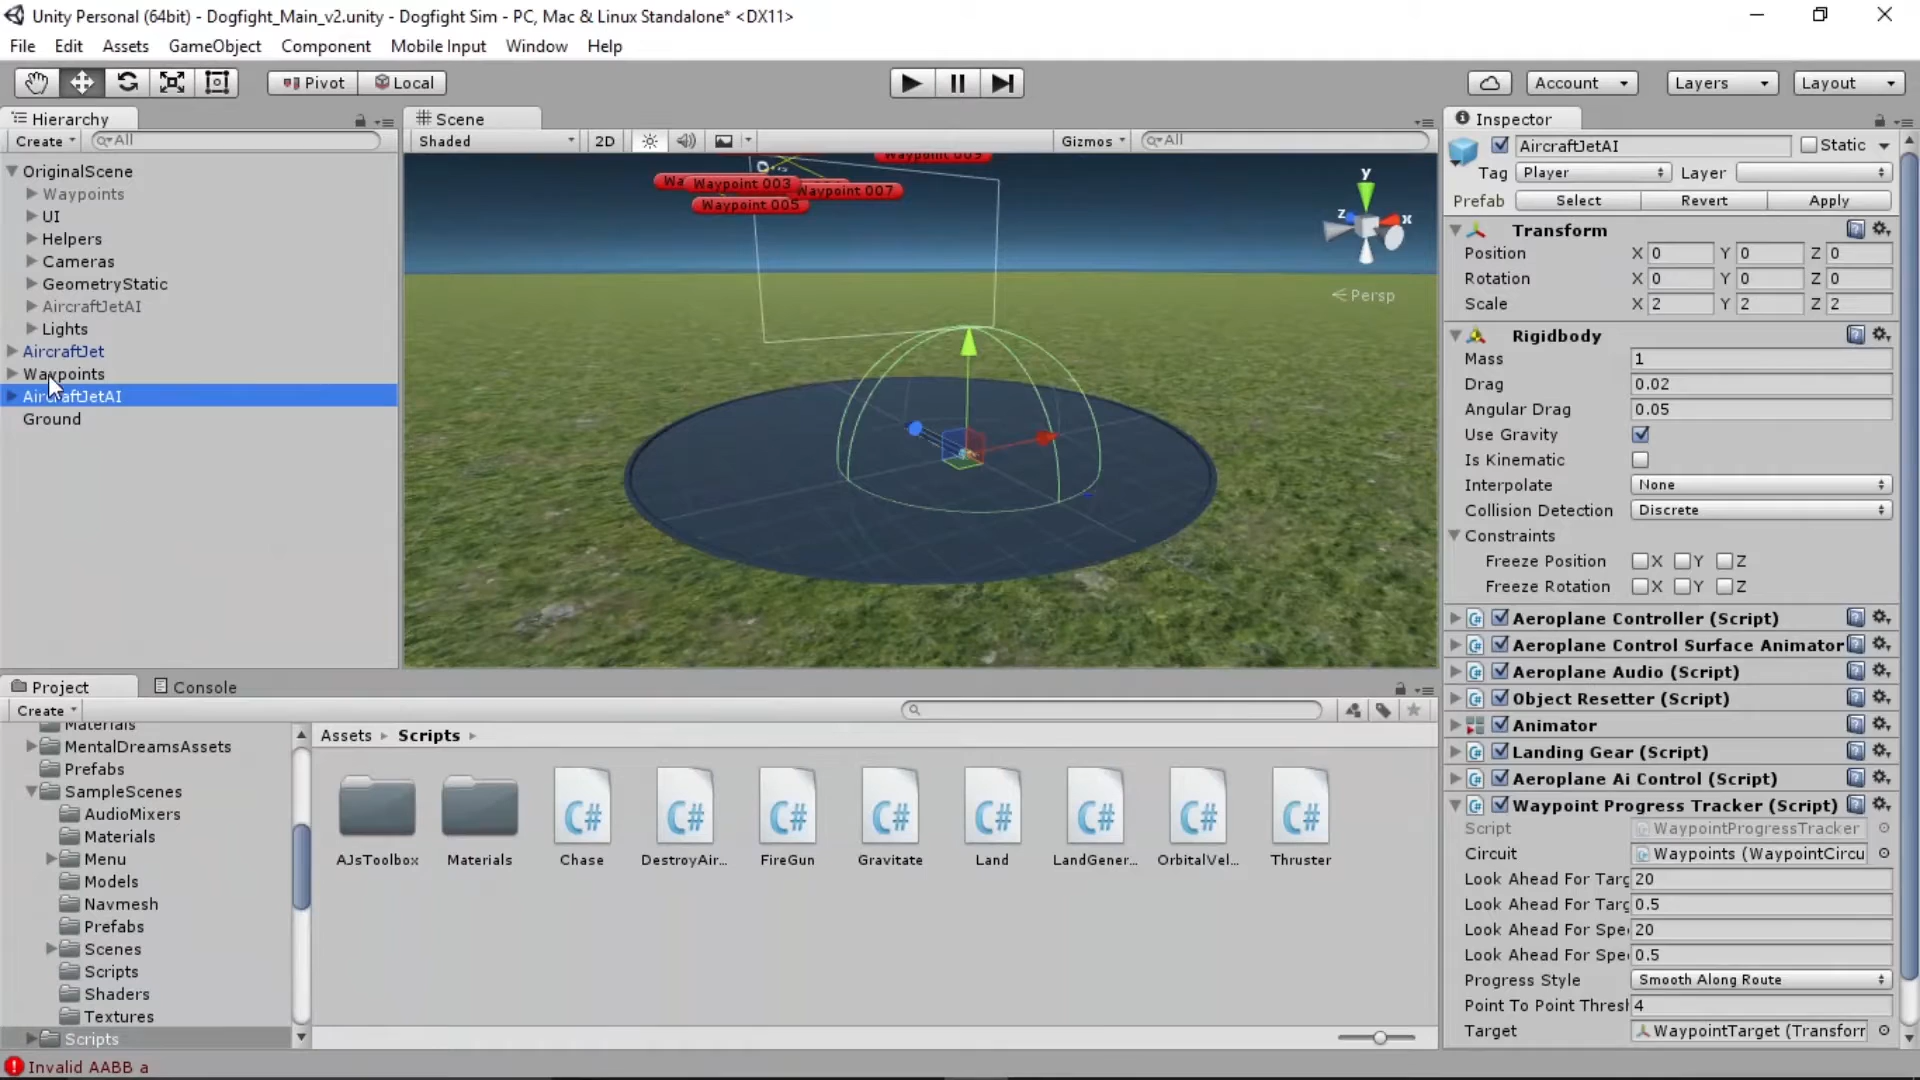 Unity Personal (64bit) - Dogfight_Main_v2.unity - Dogfight Sim - PC, Mac & Linux Standalone* <DX11>
File Edit Assets GameObject Component Mobile Input Window Help
Pivot Local Account Layers Layout
Hierarchy
Create All
OriginalScene
Waypoints
UI
Helpers
Cameras
GeometryStatic
AircraftJetAI
Lights
AircraftJet
Waypoints
AircraftJetAI
Ground
Scene
Shaded 2D Gizmos All
Waypoint 009
Wa
Waypoint 003
Waypoint 007
Waypoint 005
y
z
x
Persp
Inspector
AircraftJetAI Static
Tag Player Layer
Prefab Select Revert Apply
Transform
Position X 0 Y 0 Z 0
Rotation X 0 Y 0 Z 0
Scale X 2 Y 2 Z 2
Rigidbody
Mass 1
Drag 0.02
Angular Drag 0.05
Use Gravity
Is Kinematic
Interpolate None
Collision Detection Discrete
Constraints
Freeze Position X Y Z
Freeze Rotation X Y Z
Aeroplane Controller (Script)
Aeroplane Control Surface Animator
Aeroplane Audio (Script)
Object Resetter (Script)
Animator
Landing Gear (Script)
Aeroplane Ai Control (Script)
Waypoint Progress Tracker (Script)
Script WaypointProgressTracker
Circuit Waypoints (WaypointCircu
Look Ahead For Targ 20
Look Ahead For Targ 0.5
Look Ahead For Spe 20
Look Ahead For Spe 0.5
Progress Style Smooth Along Route
Point To Point Thresh 4
Target WaypointTarget (Transforr
Project Console
Create
Materials
MentalDreamsAssets
Prefabs
SampleScenes
AudioMixers
Materials
Menu
Models
Navmesh
Prefabs
Scenes
Scripts
Shaders
Textures
Scripts
Assets Scripts
C# C# C# C# C# C# C# C#
AJsToolbox Materials Chase DestroyAir... FireGun Gravitate Land LandGener... OrbitalVel... Thruster
Invalid AABB a